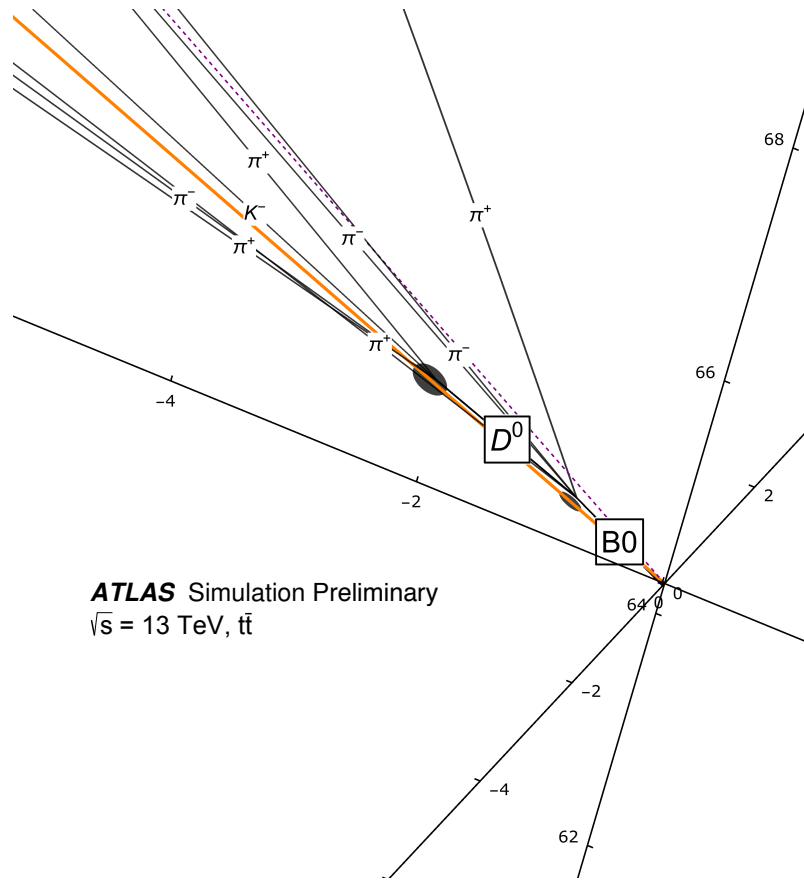 68
π⁺
π⁻
K⁻
π⁺
π⁺
π⁻
π⁺
π⁻
66
−4
D⁰
−2
2
B0
ATLAS Simulation Preliminary
0
64 0
√s = 13 TeV, tt̄
−2
−4
62